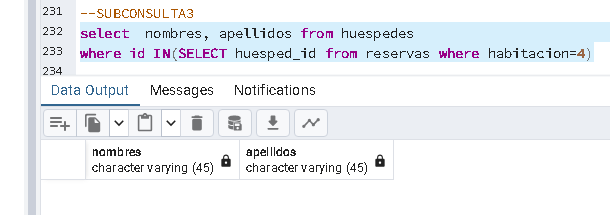 231 --SUBCONSULTA3
232 select nombres, apellidos from huespedes
233 where id IN(SELECT huesped_id from reservas where habitacion=4)
234
Data Output Messages Notifications
nombres apellidos
character varying (45) character varying (45)